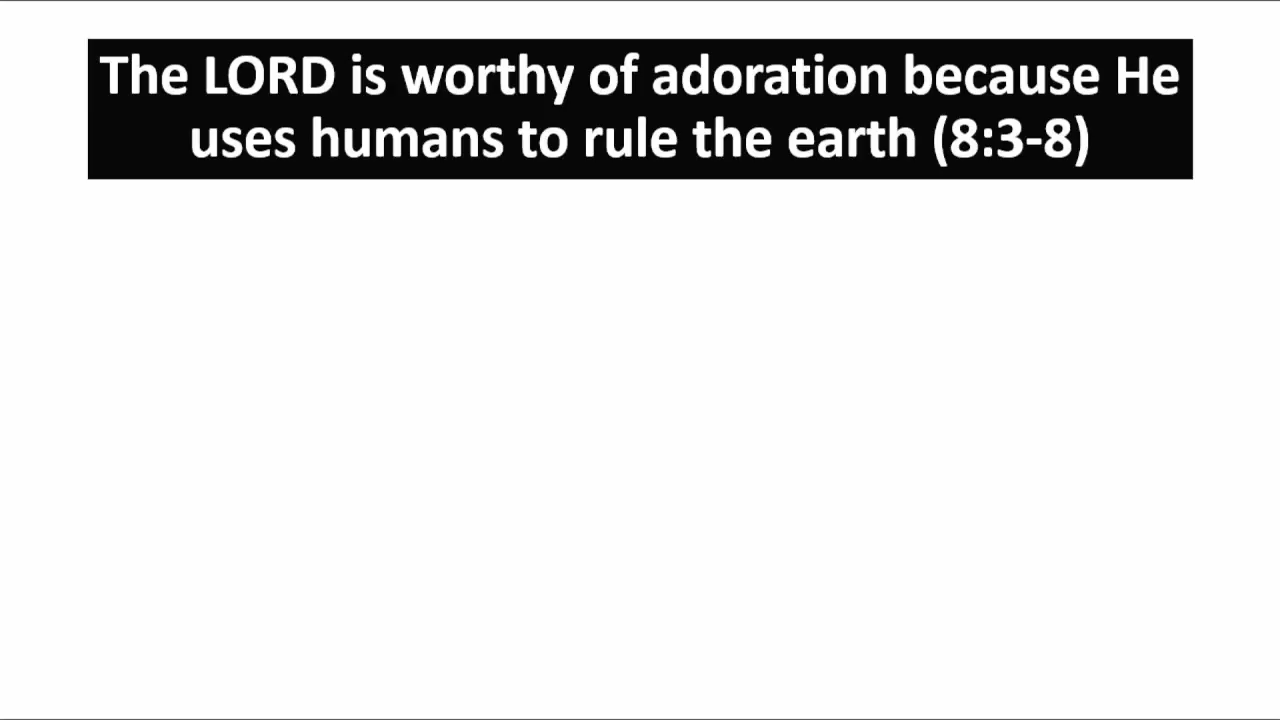 The LORD is worthy of adoration because He
uses humans to rule the earth (8:3-8)